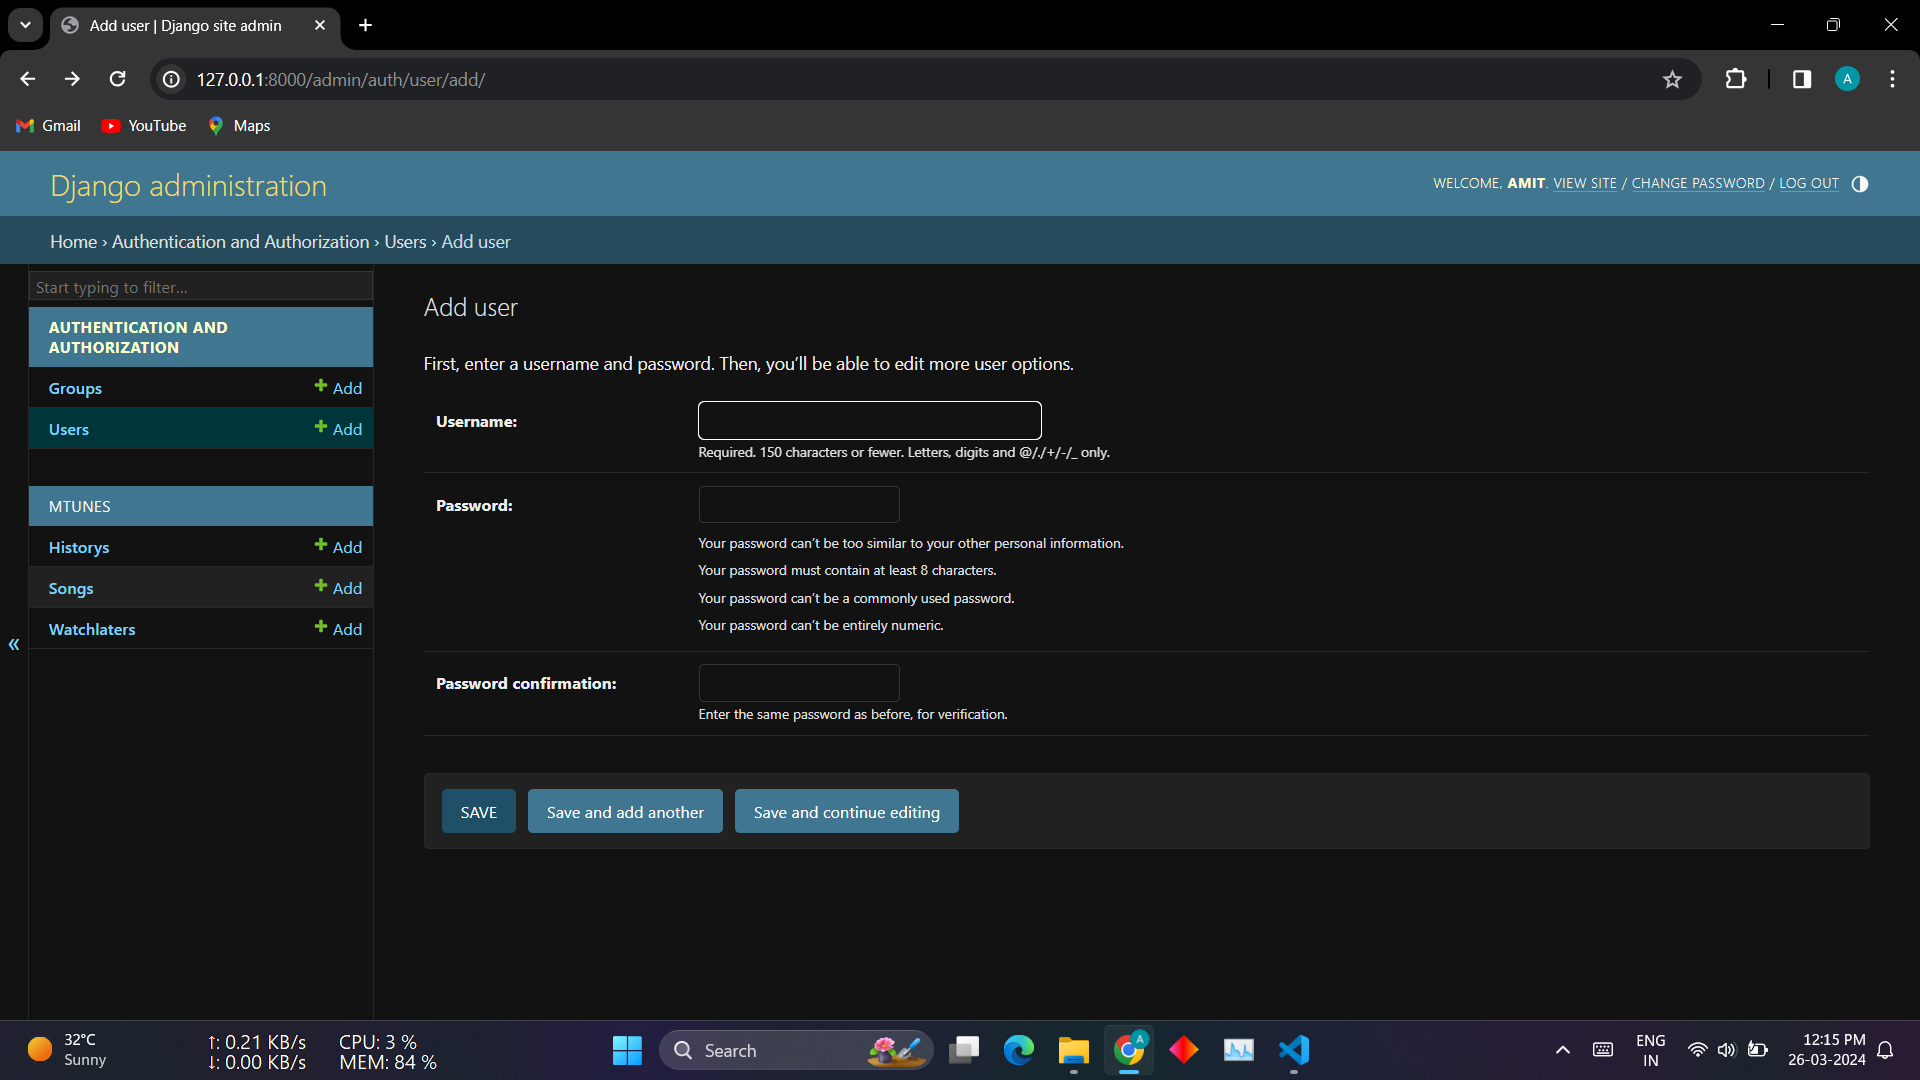 Add user | Django site admin
127.0.0.1:8000/admin/auth/user/add/
A
Gmail
YouTube
Maps
Django administration
WELCOME, AMIT. VIEW SITE / CHANGE PASSWORD / LOG OUT
Home › Authentication and Authorization › Users › Add user
Start typing to filter...
AUTHENTICATION AND
AUTHORIZATION
Groups + Add
Users + Add
MTUNES
Historys + Add
Songs + Add
Watchlaters + Add
«
Add user
First, enter a username and password. Then, you’ll be able to edit more user options.
Username:
Required. 150 characters or fewer. Letters, digits and @/./+/-/_ only.
Password:
Your password can’t be too similar to your other personal information.
Your password must contain at least 8 characters.
Your password can’t be a commonly used password.
Your password can’t be entirely numeric.
Password confirmation:
Enter the same password as before, for verification.
SAVE
Save and add another
Save and continue editing
32°C
Sunny
↑: 0.21 KB/s
↓: 0.00 KB/s
CPU: 3 %
MEM: 84 %
Search
A
ENG
IN
12:15 PM
26-03-2024